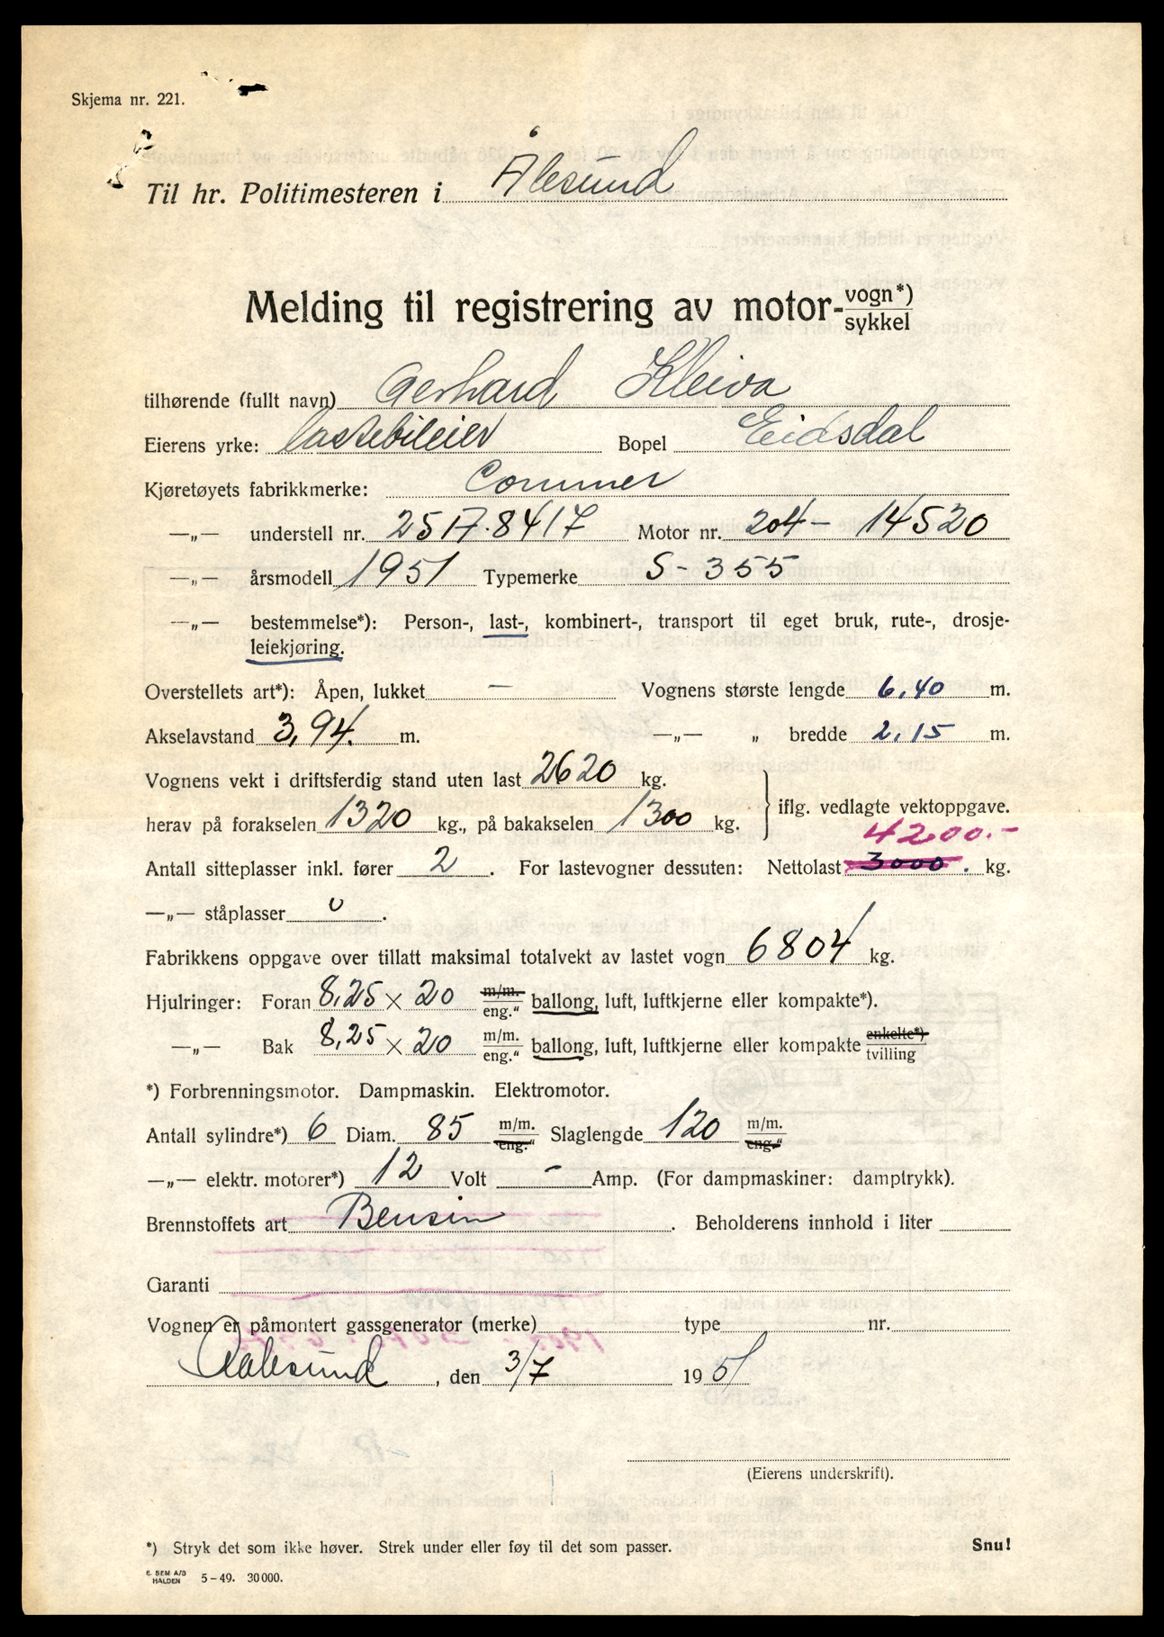 Skjema nr. 221.
Til hr. Politimesteren i Ålesund
Melding til registrering av motor-vogn*)
sykkel
tilhørende (fullt navn) Gerhard Kleiva
Eierens yrke: lastebileier Bopel Eidsdal
Kjøretøyets fabrikkmerke: Commer
—„— understell nr. 2517.8417 Motor nr. 204- 14520
—„— årsmodell 1951 Typemerke S-355
—„— bestemmelse*): Person-, last-, kombinert-, transport til eget bruk, rute-, drosje-
leiekjøring.
Overstellets art*): Åpen, lukket — Vognens største lengde 6,40 m.
Akselavstand 3,94. m. —„— „ bredde 2,15 m.
Vognens vekt i driftsferdig stand uten last 2620 kg.
herav på forakselen 1320 kg., på bakakselen 1300 kg. iflg. vedlagte vektoppgave.
4200.-
Antall sitteplasser inkl. fører 2 . For lastevogner dessuten: Nettolast 3000 . kg.
—„— ståplasser 0 .
Fabrikkens oppgave over tillatt maksimal totalvekt av lastet vogn 6804 kg.
Hjulringer: Foran 8,25 x 20 m/m. eng." ballong, luft, luftkjerne eller kompakte*).
—„— Bak 8,25 x 20 m/m. eng." ballong, luft, luftkjerne eller kompakte enkelte*) tvilling
*) Forbrenningsmotor. Dampmaskin. Elektromotor.
Antall sylindre*) 6 Diam. 85 m/m. eng." Slaglengde 120 m/m. eng."
—„— elektr. motorer*) 12 Volt - Amp. (For dampmaskiner: damptrykk).
Brennstoffets art Bensin . Beholderens innhold i liter
Garanti
Vognen er påmontert gassgenerator (merke) type nr.
Aalesund , den 3/7 1951
(Eierens underskrift).
*) Stryk det som ikke høver. Strek under eller føy til det som passer. Snu!
E. SEM A/S
HALDEN 5-49. 30 000.